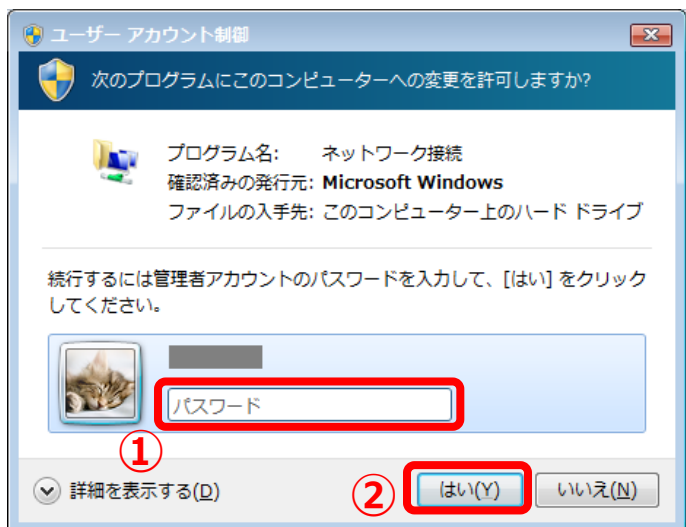 ユーザー アカウント制御
次のプログラムにこのコンピューターへの変更を許可しますか?
プログラム名: ネットワーク接続
確認済みの発行元: Microsoft Windows
ファイルの入手先: このコンピューター上のハード ドライブ
続行するには管理者アカウントのパスワードを入力して、[はい] をクリック
してください。
パスワード
①
詳細を表示する(D)
②
はい(Y)
いいえ(N)